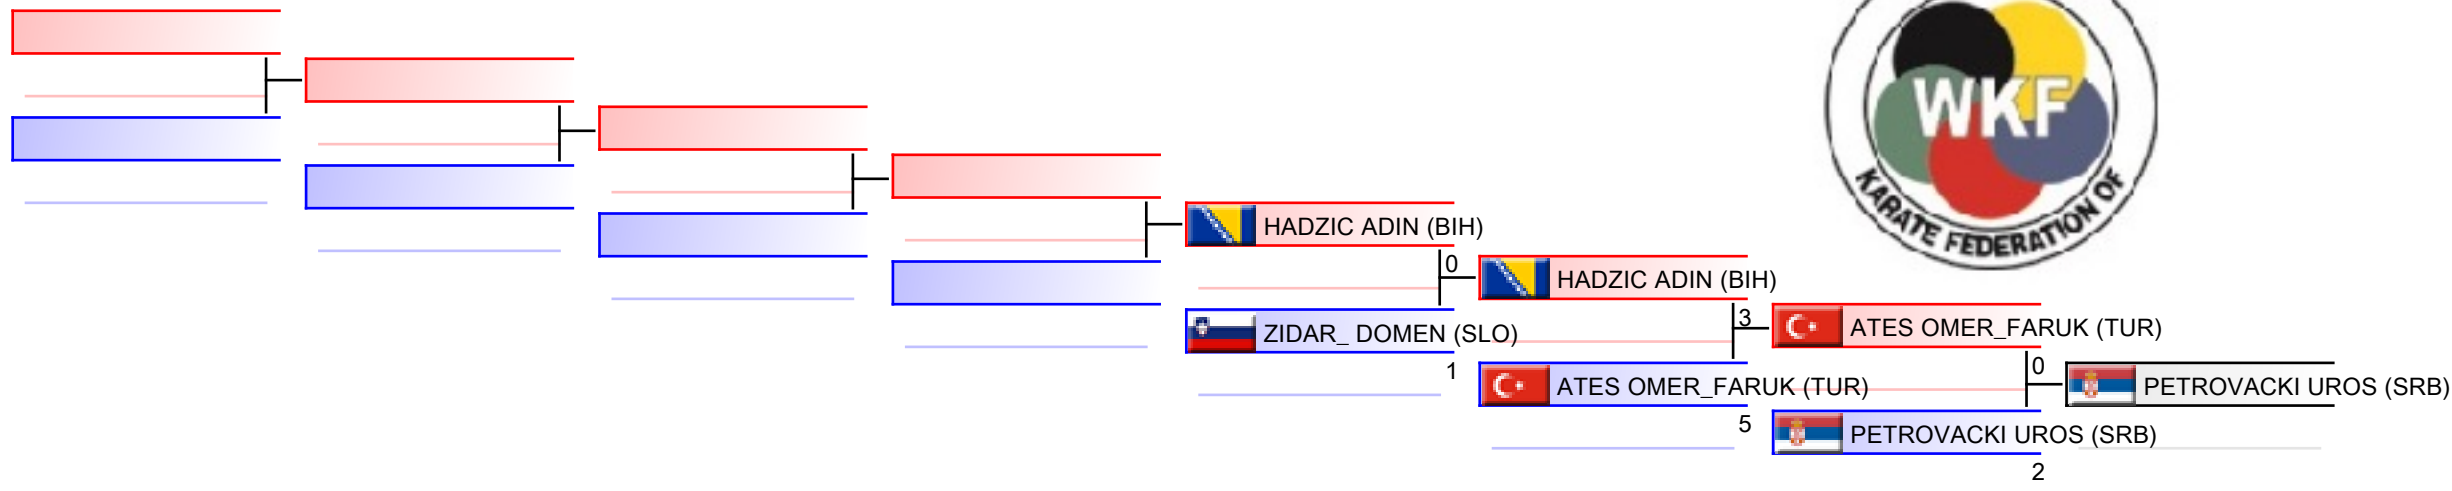 WKF
KARATE FEDERATION OF
HADZIC ADIN (BIH)
0
HADZIC ADIN (BIH)
ZIDAR_ DOMEN (SLO)
1
3
ATES OMER_FARUK (TUR)
ATES OMER_FARUK (TUR)
5
0
PETROVACKI UROS (SRB)
PETROVACKI UROS (SRB)
2